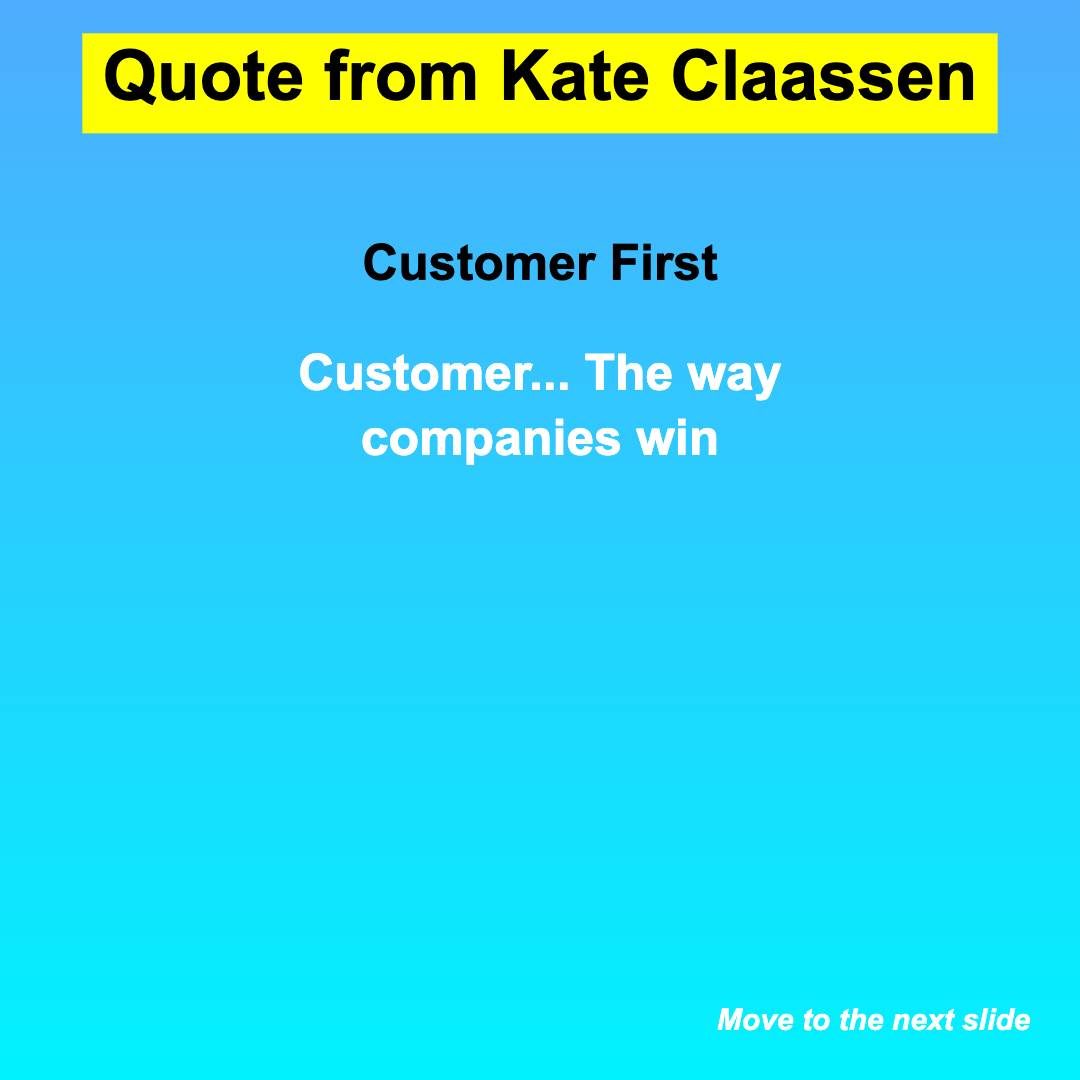 Quote from Kate Claassen
Customer First
Customer... The way
companies win
Move to the next slide